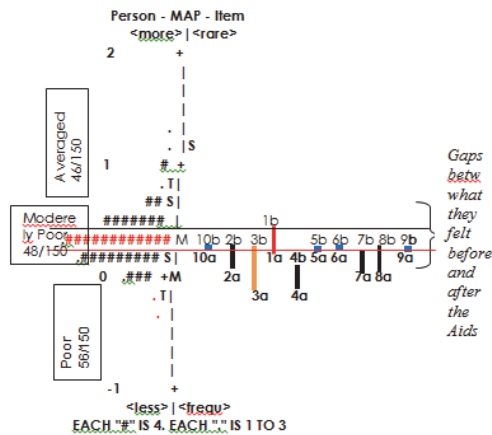 Person - MAP - Item
<more> | <rare>
2 +
|
|
|
|
. |
. | S
1 # +
. T |
## S |
####### |
1b
############ M 10b 2b 3b 5b 6b 7b 8b 9b
.######### S | 10a 1a 4b 5a 6a 9a
0 .### +M 2a 7a 8a
. T | 3a 4a
. |
|
|
-1 +
<less> | <frequ>
EACH "#" IS 4. EACH "." IS 1 TO 3
Averaged
46/150
Modere
ly Poor
48/150
Poor
56/150
Gaps
betw
what
they
felt
before
and
after
the
Aids